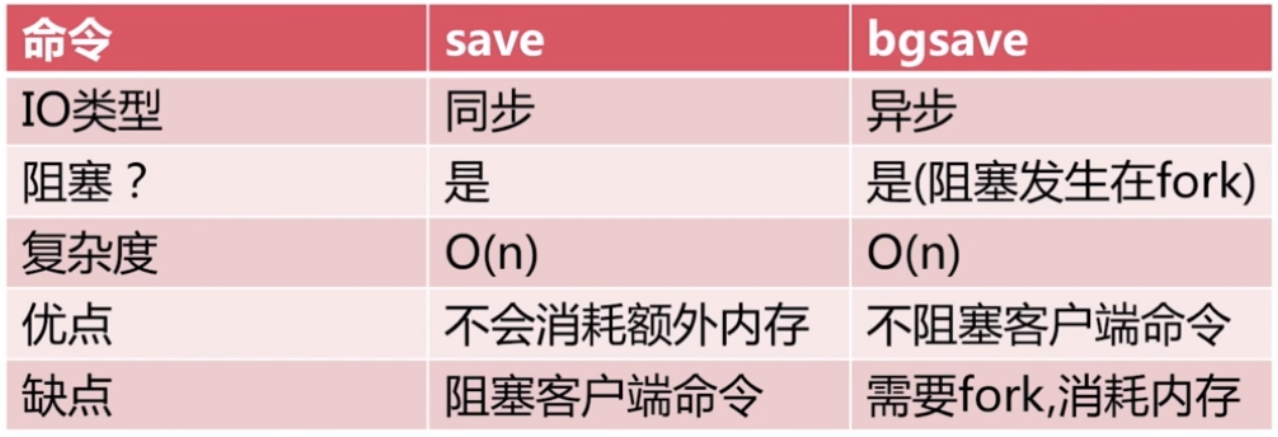 命令 save bgsave
IO类型 同步 异步
阻塞？ 是 是(阻塞发生在fork)
复杂度 O(n) O(n)
优点 不会消耗额外内存 不阻塞客户端命令
缺点 阻塞客户端命令 需要fork,消耗内存